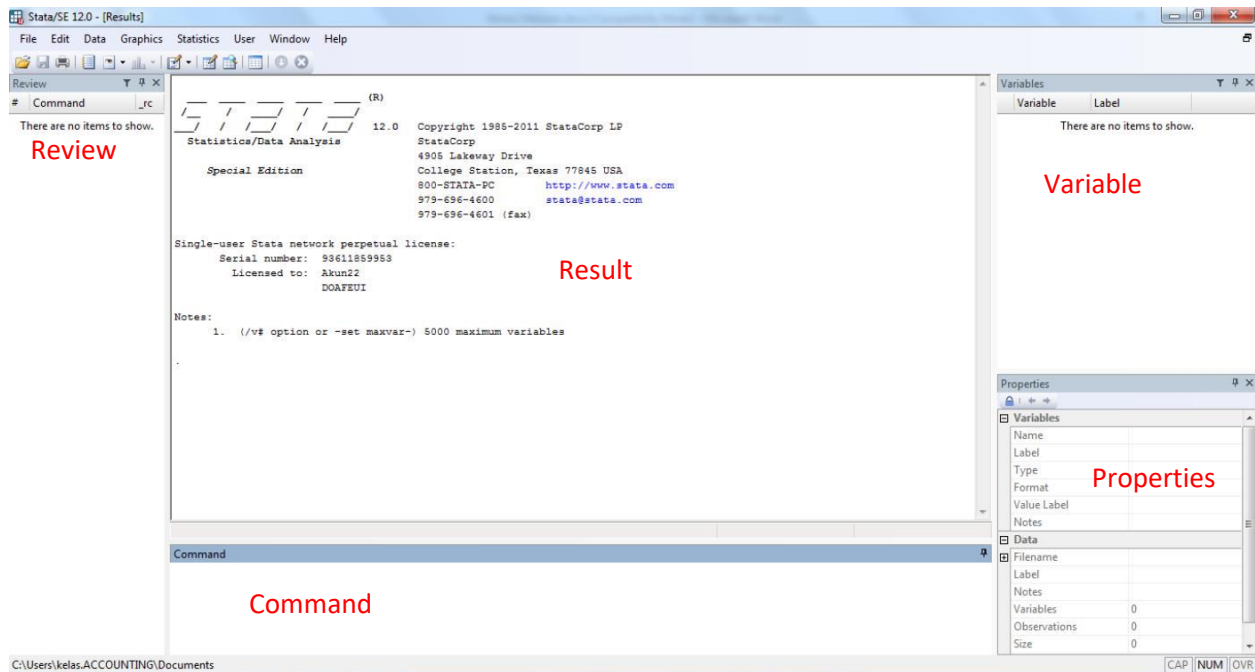 Stata/SE 12.0 - [Results]
File Edit Data Graphics Statistics User Window Help
Review
# Command _rc
There are no items to show.
Review
(R)
STATA
12.0 Copyright 1985-2011 StataCorp LP
Statistics/Data Analysis StataCorp
4905 Lakeway Drive
Special Edition College Station, Texas 77845 USA
800-STATA-PC http://www.stata.com
979-696-4600 stata@stata.com
979-696-4601 (fax)
Single-user Stata network perpetual license:
Serial number: 93611859953
Licensed to: Akun22
DOAFEUI
Notes:
1. (/v# option or -set maxvar-) 5000 maximum variables
.
Result
Command
Command
Variables
Variable Label
There are no items to show.
Variable
Properties
Variables
Name
Label
Type
Format
Value Label
Notes
Properties
Data
Filename
Label
Notes
Variables 0
Observations 0
Size 0
C:\Users\kelas.ACCOUNTING\Documents
CAP NUM OVR